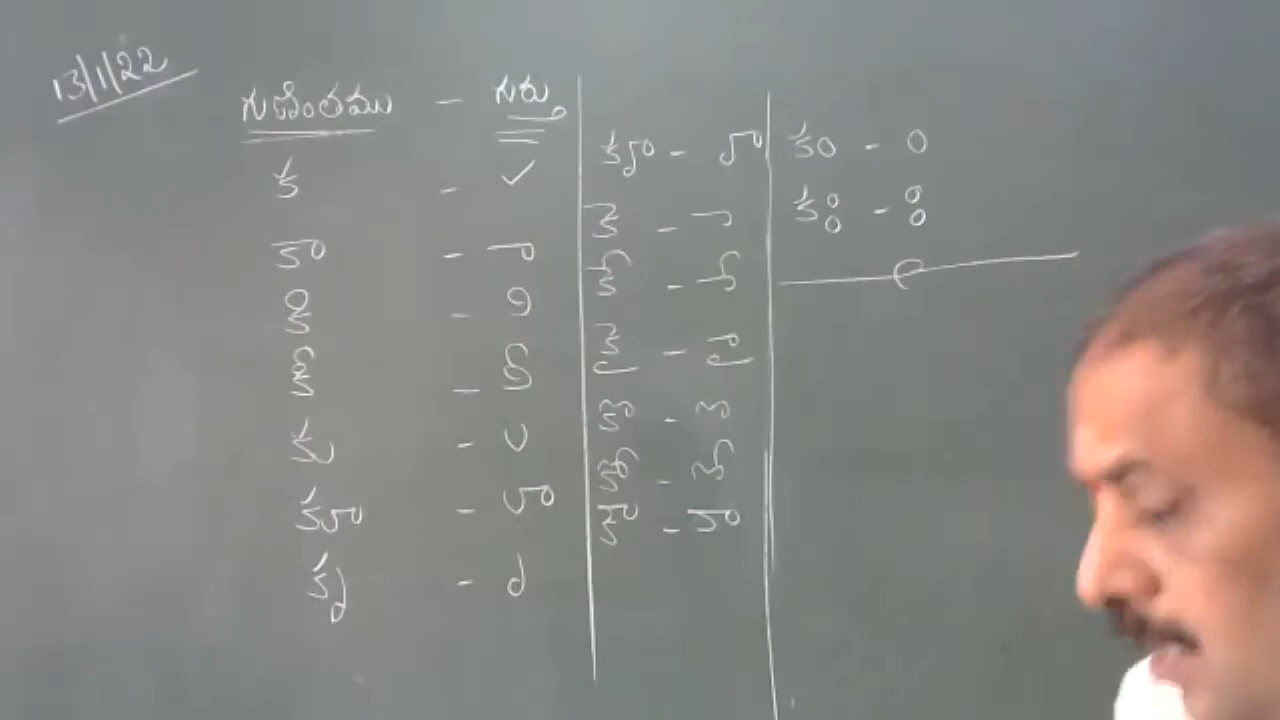 13/1/22
గుణింతము - గుర్తు
క - ✓
కా - ా
కి - ి
కీ - ీ
కు - ు
కూ - ూ
కృ - ృ
కౄ - ౄ
కె - ె
కే - ే
కై - ై
కొ - ొ
కో - ో
కౌ - ౌ
కం - ం
కః - ః